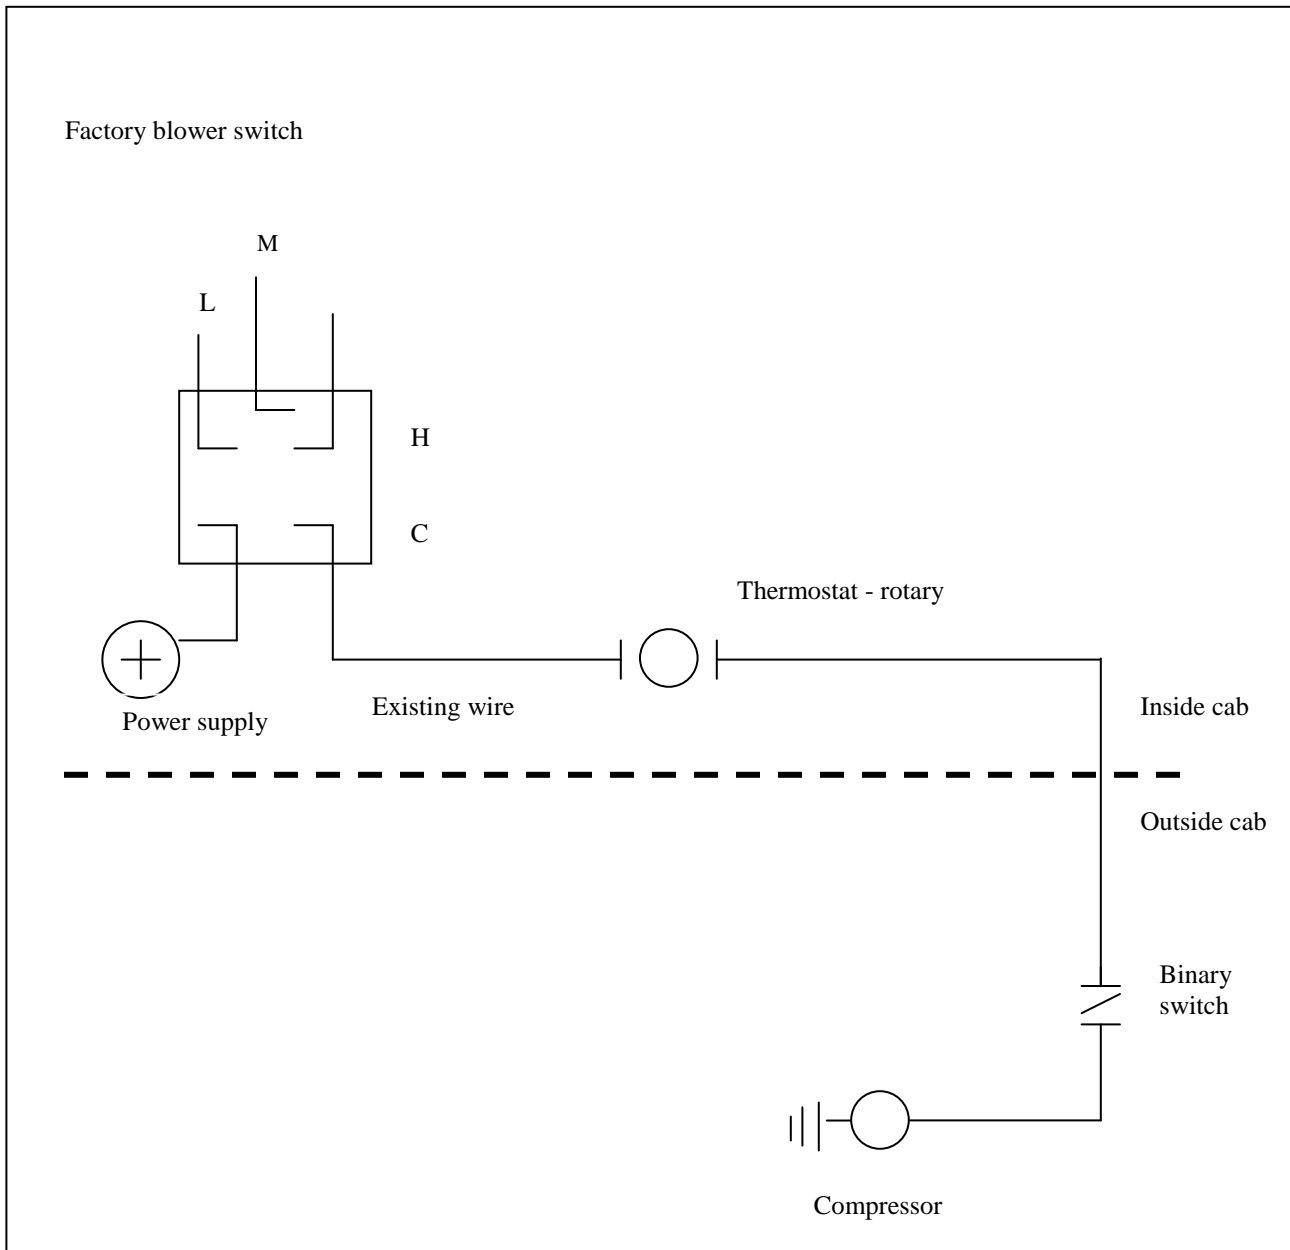 Factory blower switch
M
L
H
C
Thermostat - rotary
Existing wire
Inside cab
Power supply
Outside cab
Binary
switch
Compressor